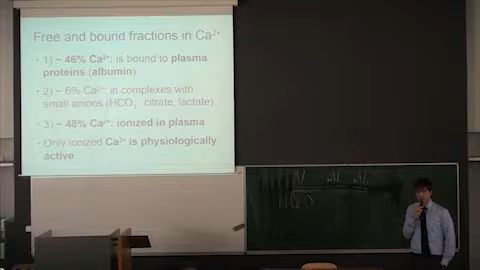 Free and bound fractions in Ca²⁺
• 1) ~ 46% Ca²⁺: is bound to plasma
proteins (albumin)
• 2) ~ 6% Ca²⁺: in complexes with
small anions (HCO₃⁻ citrate, lactate)
• 3) ~ 48% Ca²⁺: ionized in plasma
• Only ionized Ca²⁺ is physiologically
active